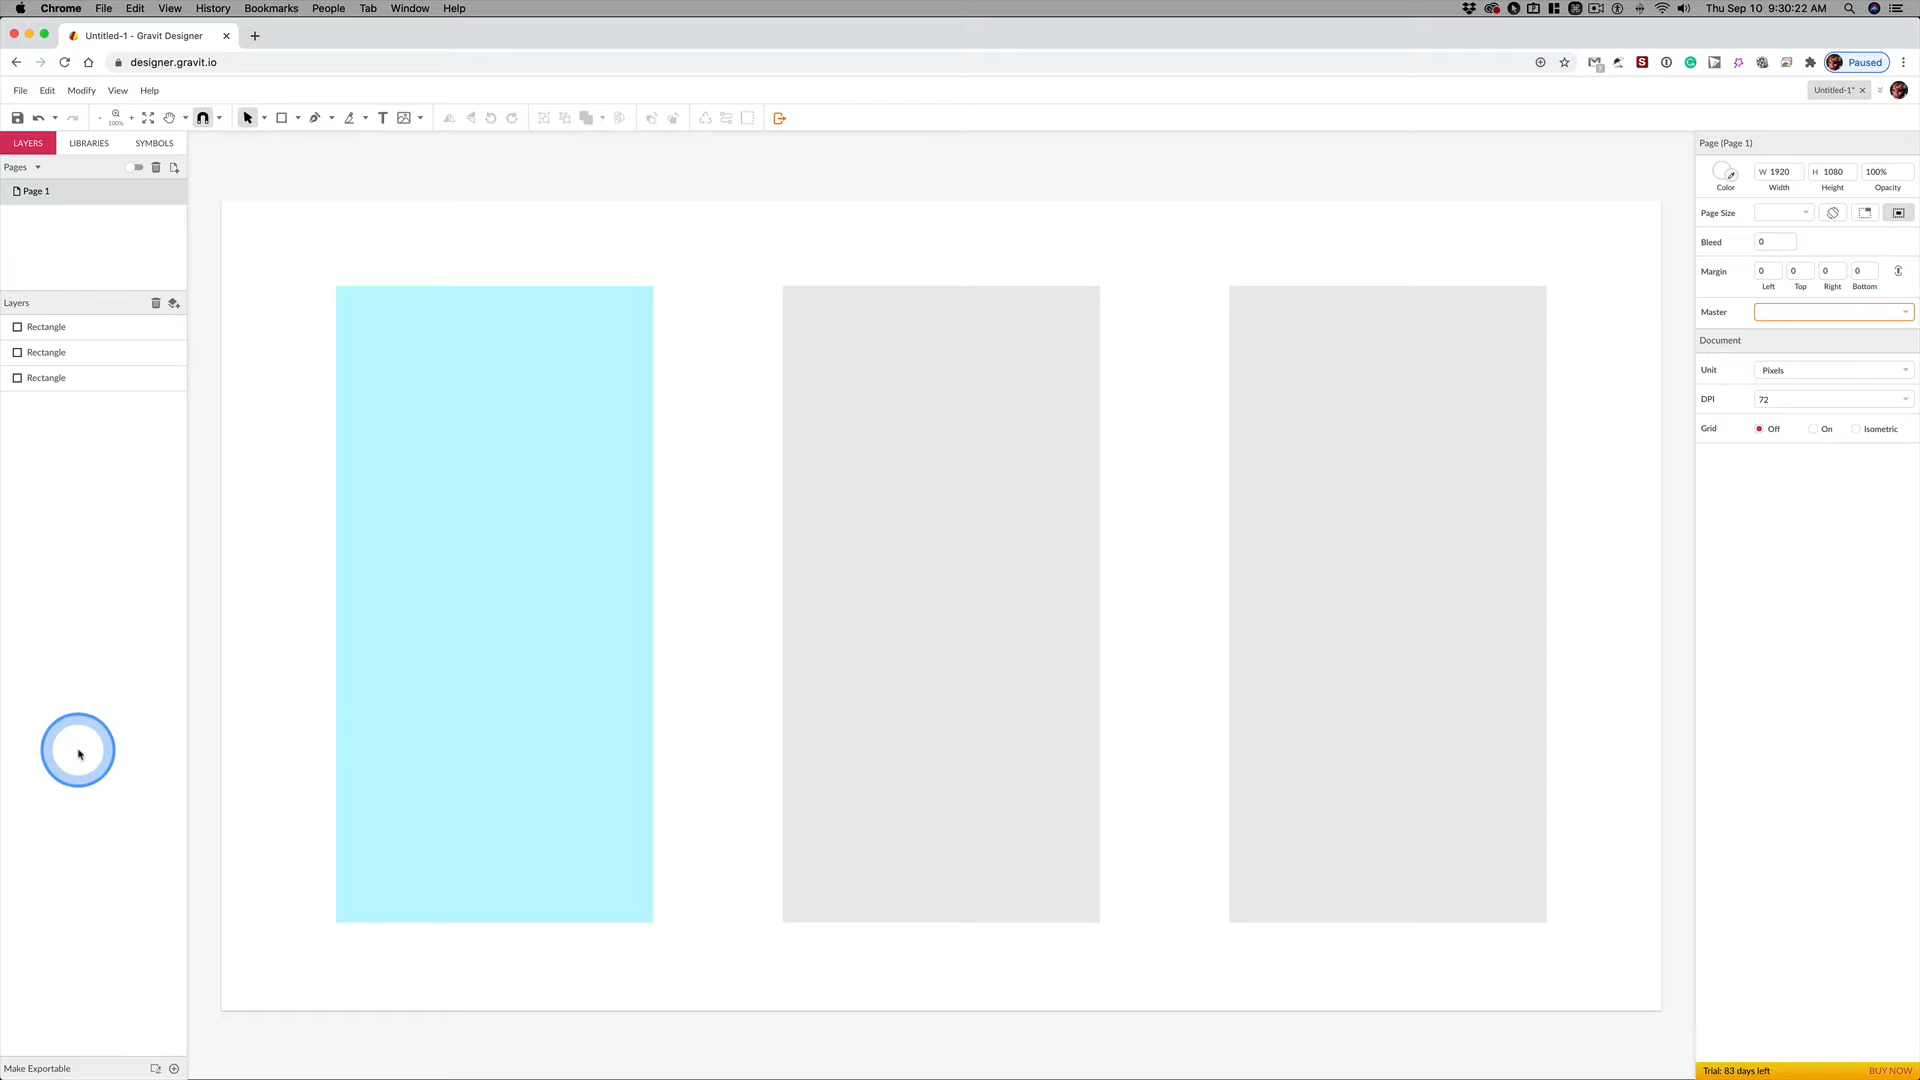 Chrome File Edit View History Bookmarks People Tab Window Help Thu Sep 10 9:30:22 AM
Untitled-1 - Gravit Designer
designer.gravit.io Paused
File Edit Modify View Help Untitled-1*
100%
LAYERS LIBRARIES SYMBOLS
Pages
Page 1
Layers
Rectangle
Rectangle
Rectangle
Make Exportable
Page (Page 1)
W 1920 H 1080 100%
Color Width Height Opacity
Page Size
Bleed 0
Margin 0 0 0 0
Left Top Right Bottom
Master
Document
Unit Pixels
DPI 72
Grid Off On Isometric
Trial: 83 days left BUY NOW